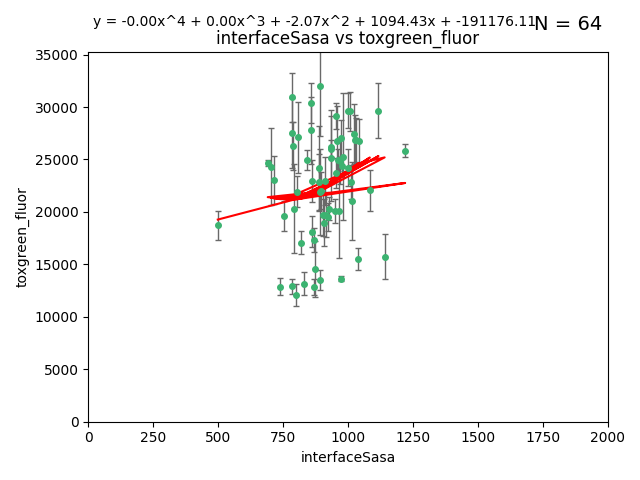 y = -0.00x^4 + 0.00x^3 + -2.07x^2 + 1094.43x + -191176.11
N = 64
interfaceSasa vs toxgreen_fluor
35000
30000
25000
20000
15000
10000
5000
0
toxgreen_fluor
0 250 500 750 1000 1250 1500 1750 2000
interfaceSasa